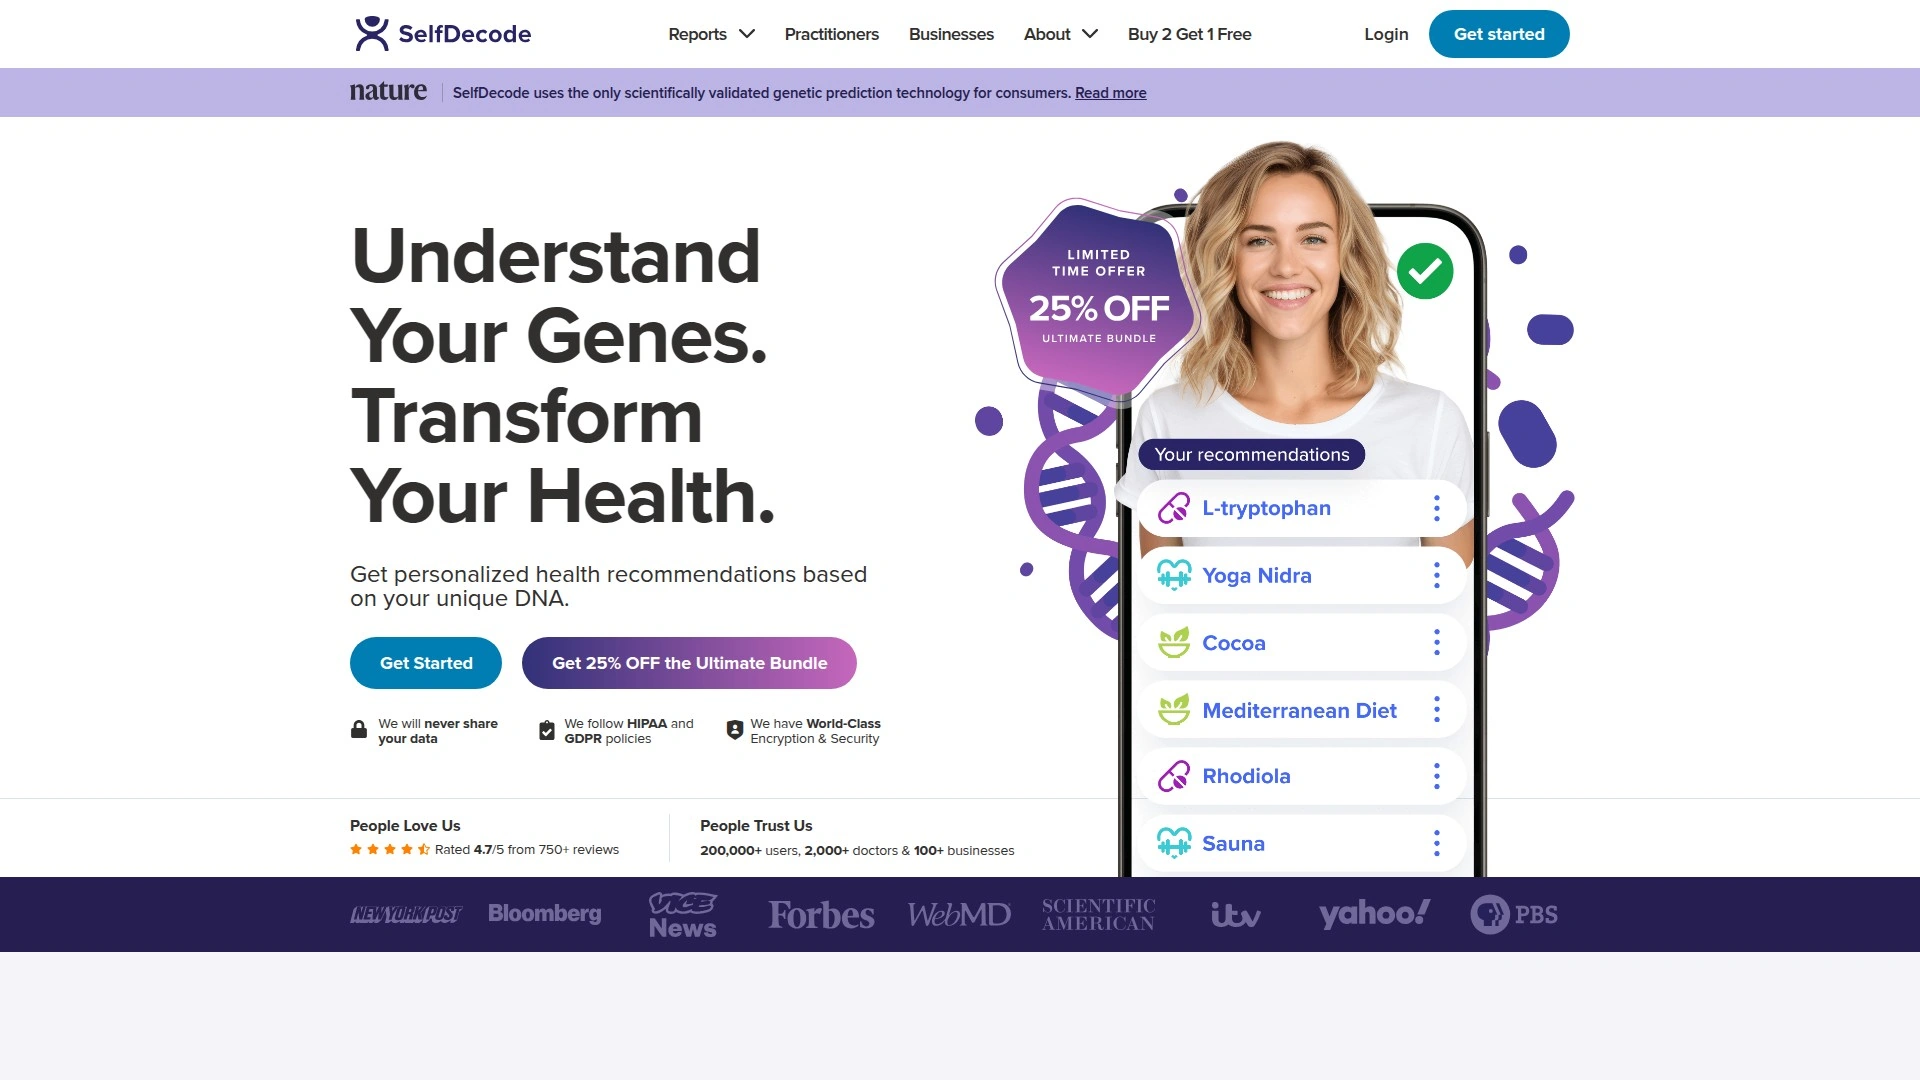 SelfDecode
Reports
Practitioners
Businesses
About
Buy 2 Get 1 Free
Login
Get started
nature
SelfDecode uses the only scientifically validated genetic prediction technology for consumers. Read more
Understand
Your Genes.
Transform
Your Health.
Get personalized health recommendations based
on your unique DNA.
Get Started
Get 25% OFF the Ultimate Bundle
We will never share
your data
We follow HIPAA and
GDPR policies
We have World-Class
Encryption & Security
LIMITED
TIME OFFER
25% OFF
ULTIMATE BUNDLE
Your recommendations
L-tryptophan
Yoga Nidra
Cocoa
Mediterranean Diet
Rhodiola
Sauna
People Love Us
Rated 4.7/5 from 750+ reviews
People Trust Us
200,000+ users, 2,000+ doctors & 100+ businesses
NEW YORK POST
Bloomberg
VICE
News
Forbes
WebMD
SCIENTIFIC
AMERICAN
itv
yahoo!
PBS